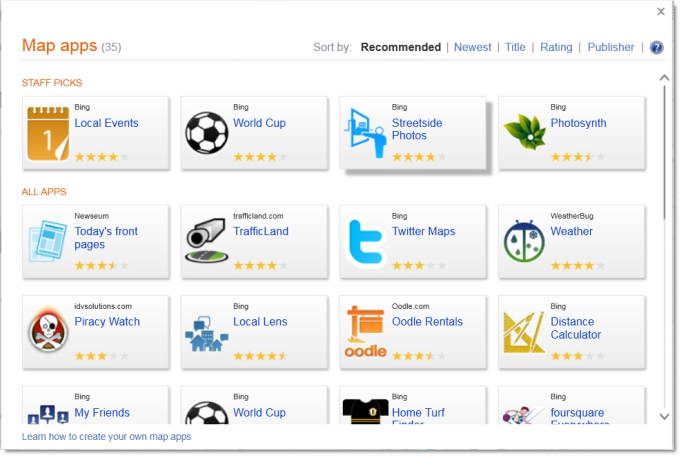 Map apps (35)
Sort by: Recommended | Newest | Title | Rating | Publisher | ?
STAFF PICKS
Bing
Local Events
1
Bing
World Cup
Bing
Streetside
Photos
Bing
Photosynth
ALL APPS
Newseum
Today's front
pages
trafficland.com
TrafficLand
Bing
Twitter Maps
WeatherBug
Weather
idvsolutions.com
Piracy Watch
Bing
Local Lens
Oodle.com
Oodle Rentals
oodle
Bing
Distance
Calculator
Bing
My Friends
Bing
World Cup
Bing
Home Turf
Finder
Bing
foursquare
Everywhere
Learn how to create your own map apps